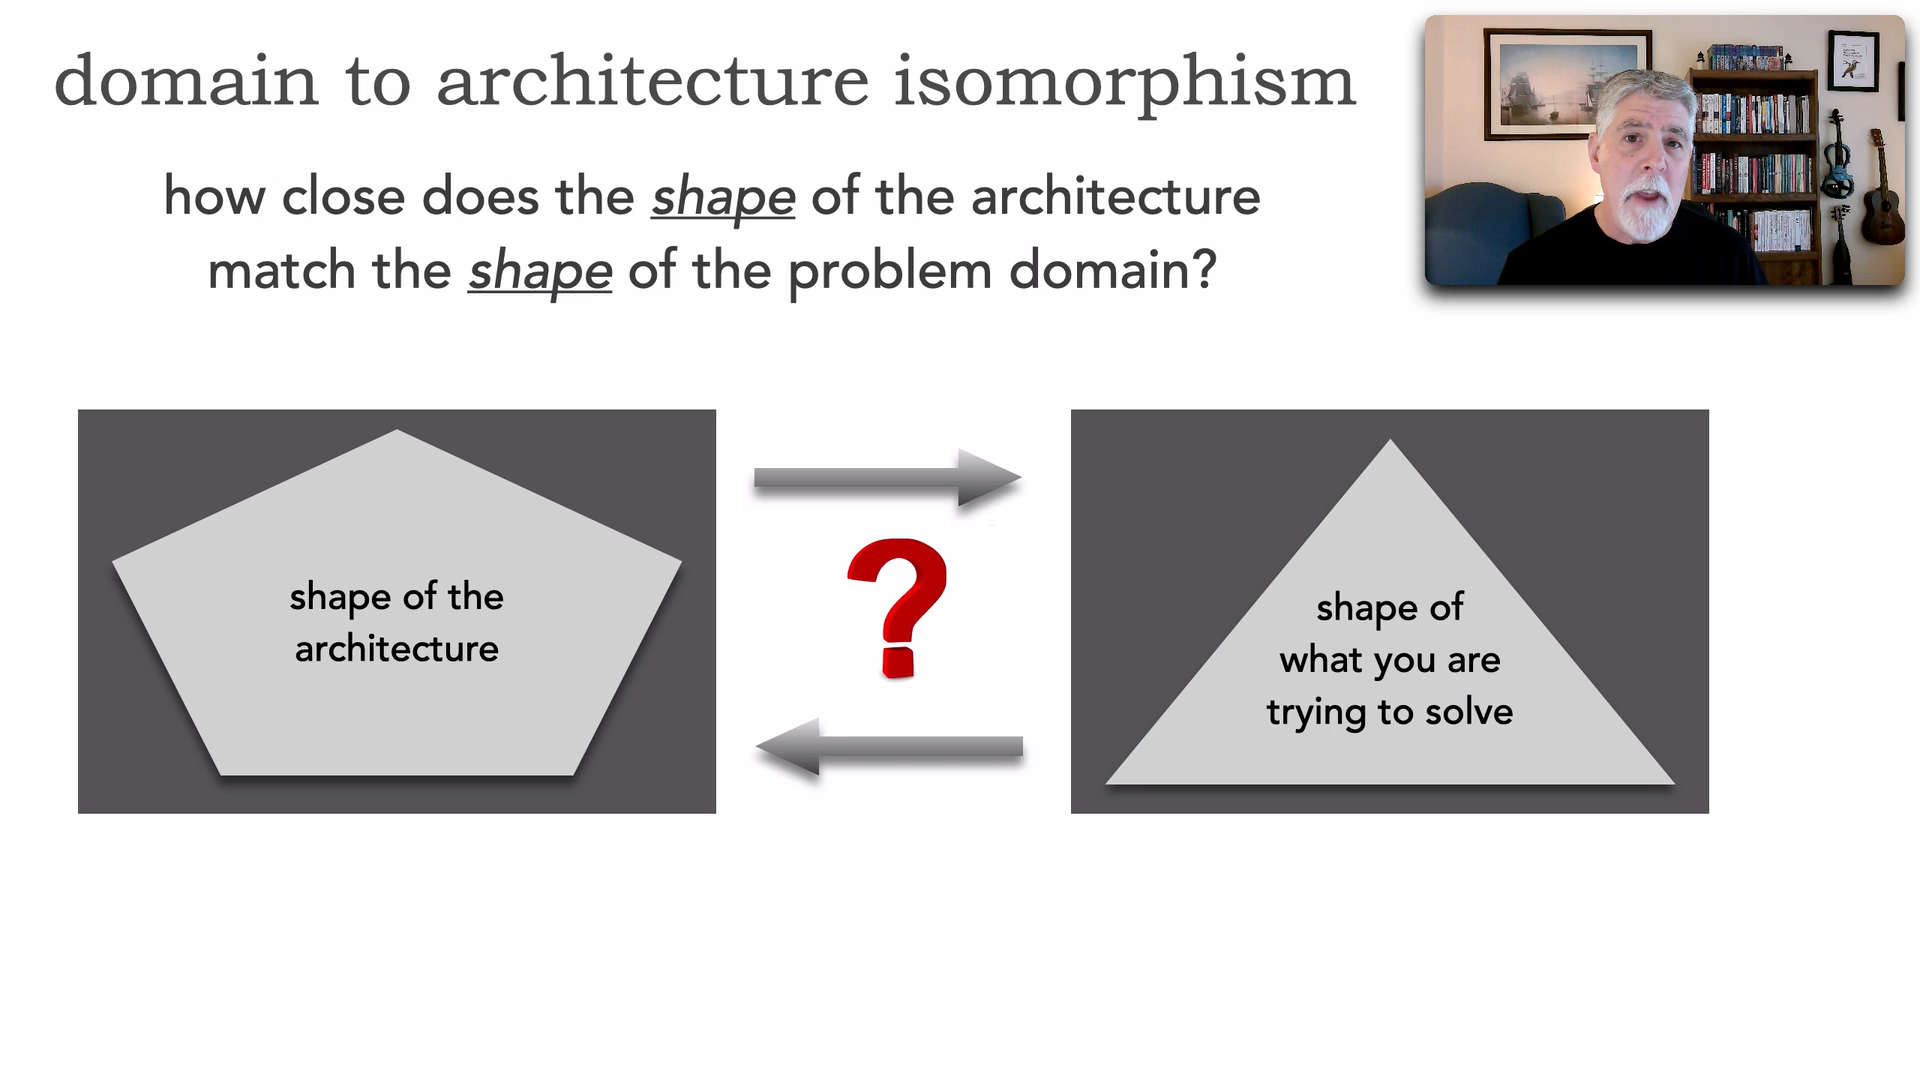 domain to architecture isomorphism
how close does the shape of the architecture
match the shape of the problem domain?
shape of the
architecture
?
shape of
what you are
trying to solve